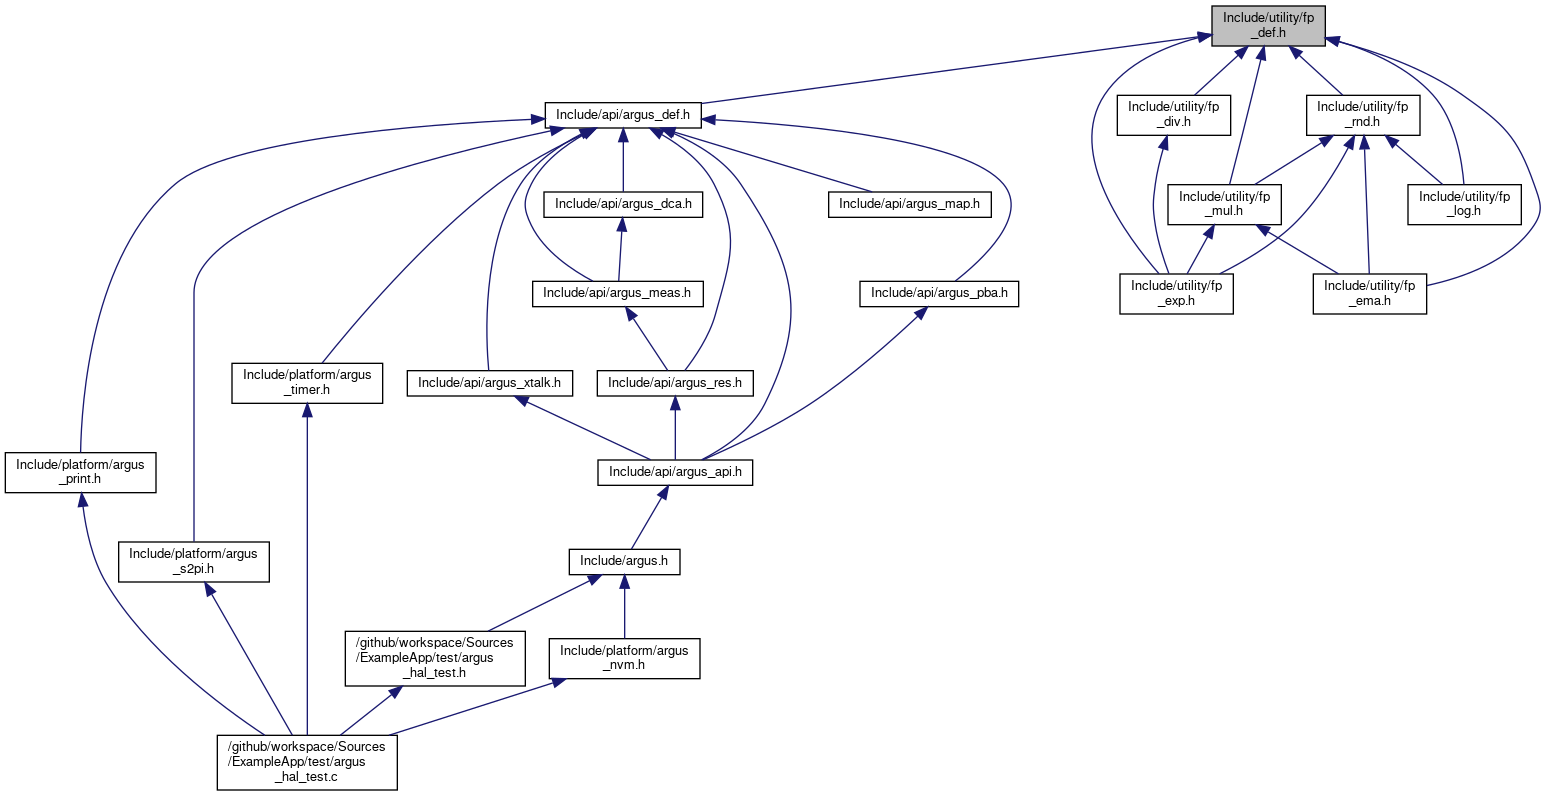 Include/utility/fp
_def.h
Include/api/argus_def.h
Include/utility/fp
_div.h
Include/utility/fp
_rnd.h
Include/api/argus_dca.h
Include/api/argus_map.h
Include/utility/fp
_mul.h
Include/utility/fp
_log.h
Include/api/argus_meas.h
Include/api/argus_pba.h
Include/utility/fp
_exp.h
Include/utility/fp
_ema.h
Include/platform/argus
_timer.h
Include/api/argus_xtalk.h
Include/api/argus_res.h
Include/platform/argus
_print.h
Include/api/argus_api.h
Include/platform/argus
_s2pi.h
Include/argus.h
/github/workspace/Sources
/ExampleApp/test/argus
_hal_test.h
Include/platform/argus
_nvm.h
/github/workspace/Sources
/ExampleApp/test/argus
_hal_test.c